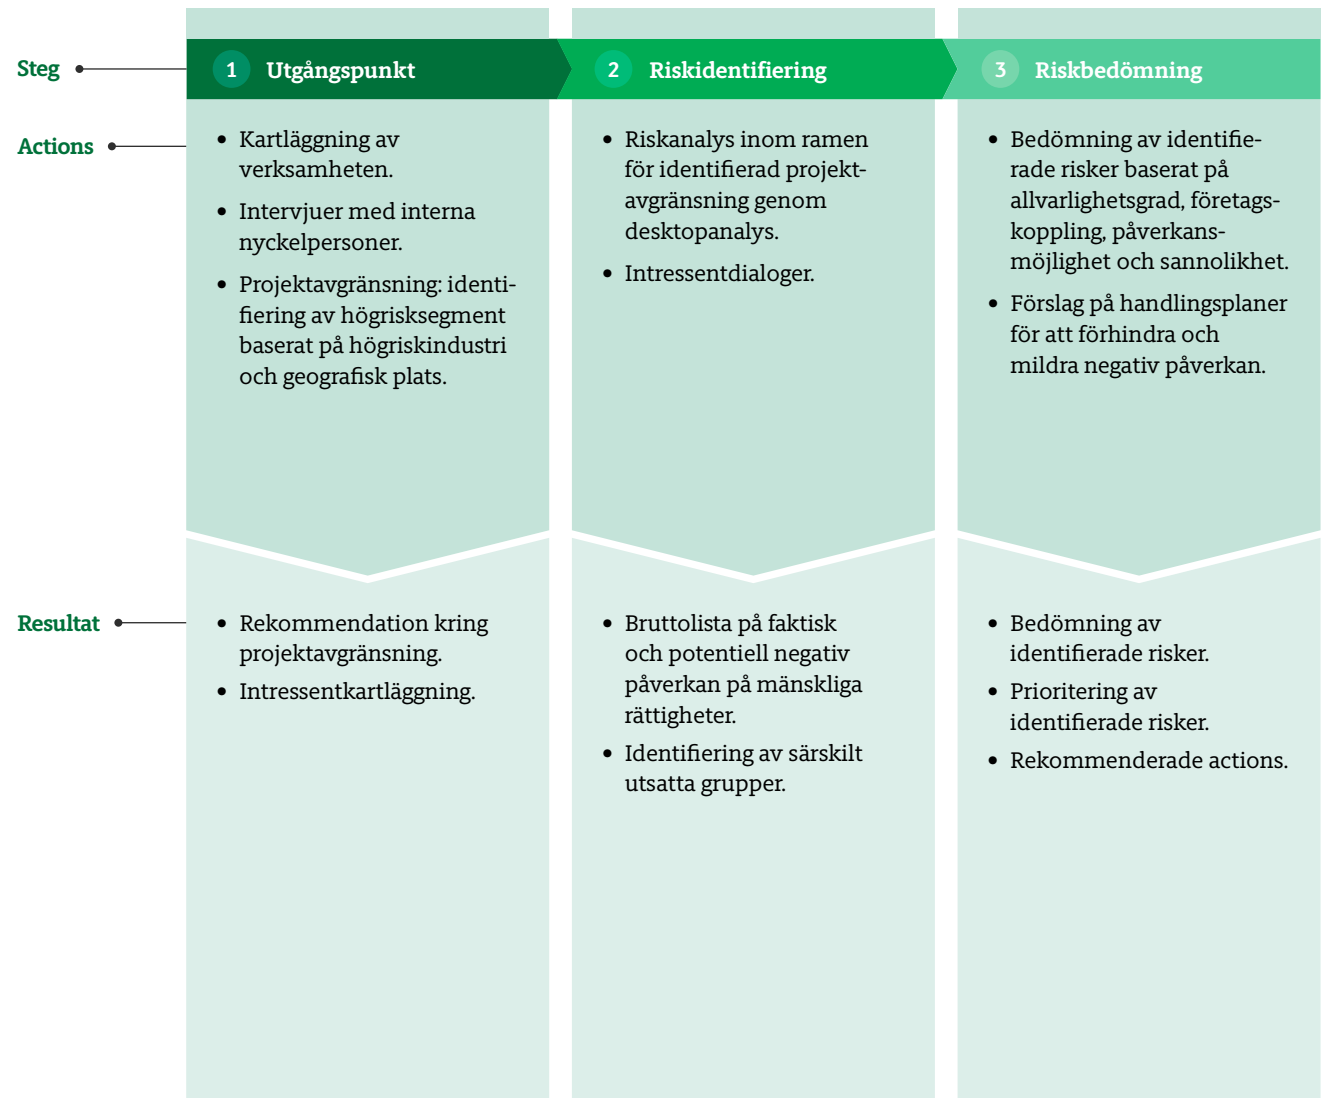 Steg
1 Utgångspunkt
2 Riskidentifiering
3 Riskbedömning
Actions
• Kartläggning av
verksamheten.
• Intervjuer med interna
nyckelpersoner.
• Projektavgränsning: identi-
fiering av högrisksegment
baserat på högriskindustri
och geografisk plats.
• Riskanalys inom ramen
för identifierad projekt-
avgränsning genom
desktopanalys.
• Intressentdialoger.
• Bedömning av identifie-
rade risker baserat på
allvarlighetsgrad, företags-
koppling, påverkans-
möjlighet och sannolikhet.
• Förslag på handlingsplaner
för att förhindra och
mildra negativ påverkan.
Resultat
• Rekommendation kring
projektavgränsning.
• Intressentkartläggning.
• Bruttolista på faktisk
och potentiell negativ
påverkan på mänskliga
rättigheter.
• Identifiering av särskilt
utsatta grupper.
• Bedömning av
identifierade risker.
• Prioritering av
identifierade risker.
• Rekommenderade actions.